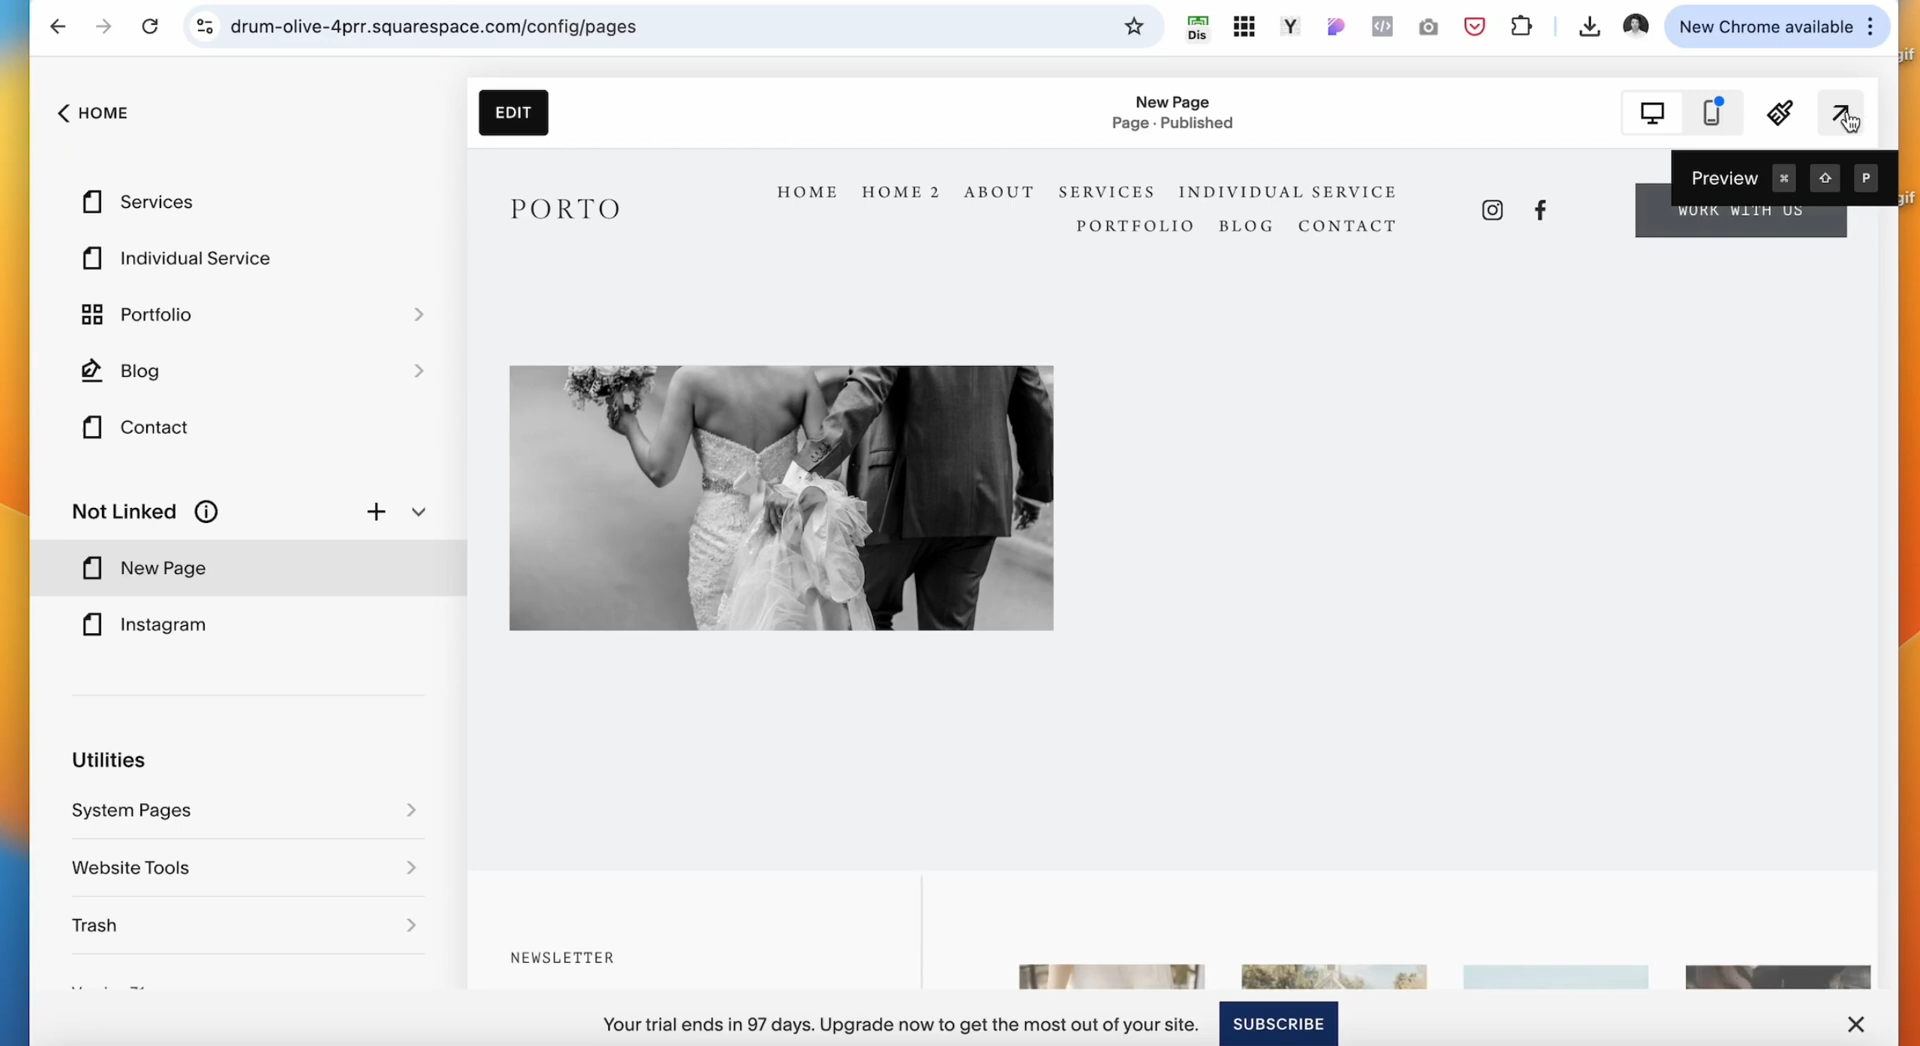 drum-olive-4prr.squarespace.com/config/pages
Dis
Y
New Chrome available
gif
HOME
EDIT
New Page
Page · Published
Preview ⌘ ⇧ P
Services
Individual Service
Portfolio
Blog
Contact
Not Linked
New Page
Instagram
Utilities
System Pages
Website Tools
Trash
PORTO
HOME HOME 2 ABOUT SERVICES INDIVIDUAL SERVICE
PORTFOLIO BLOG CONTACT
WORK WITH US
gif
NEWSLETTER
Your trial ends in 97 days. Upgrade now to get the most out of your site.
SUBSCRIBE